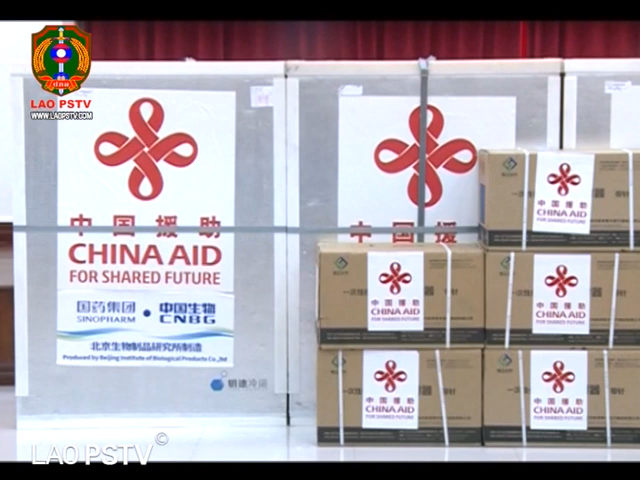 LAO PSTV
WWW.LAOPSTV.COM
中国援助
CHINA AID
FOR SHARED FUTURE
国药集团 • 中国生物
SINOPHARM CNBG
北京生物制品研究所制造
Produced by Beijing Institute of Biological Products Co.,ltd
中国援
中国援助
CHINA AID
FOR SHARED FUTURE
中国援助
CHINA AID
FOR SHARED FUTURE
中国援助
CHINA AID
FOR SHARED FUTURE
中国援助
CHINA AID
FOR SHARED FUTURE
中国援助
CHINA AID
FOR SHARED FUTURE
LAO PSTV©